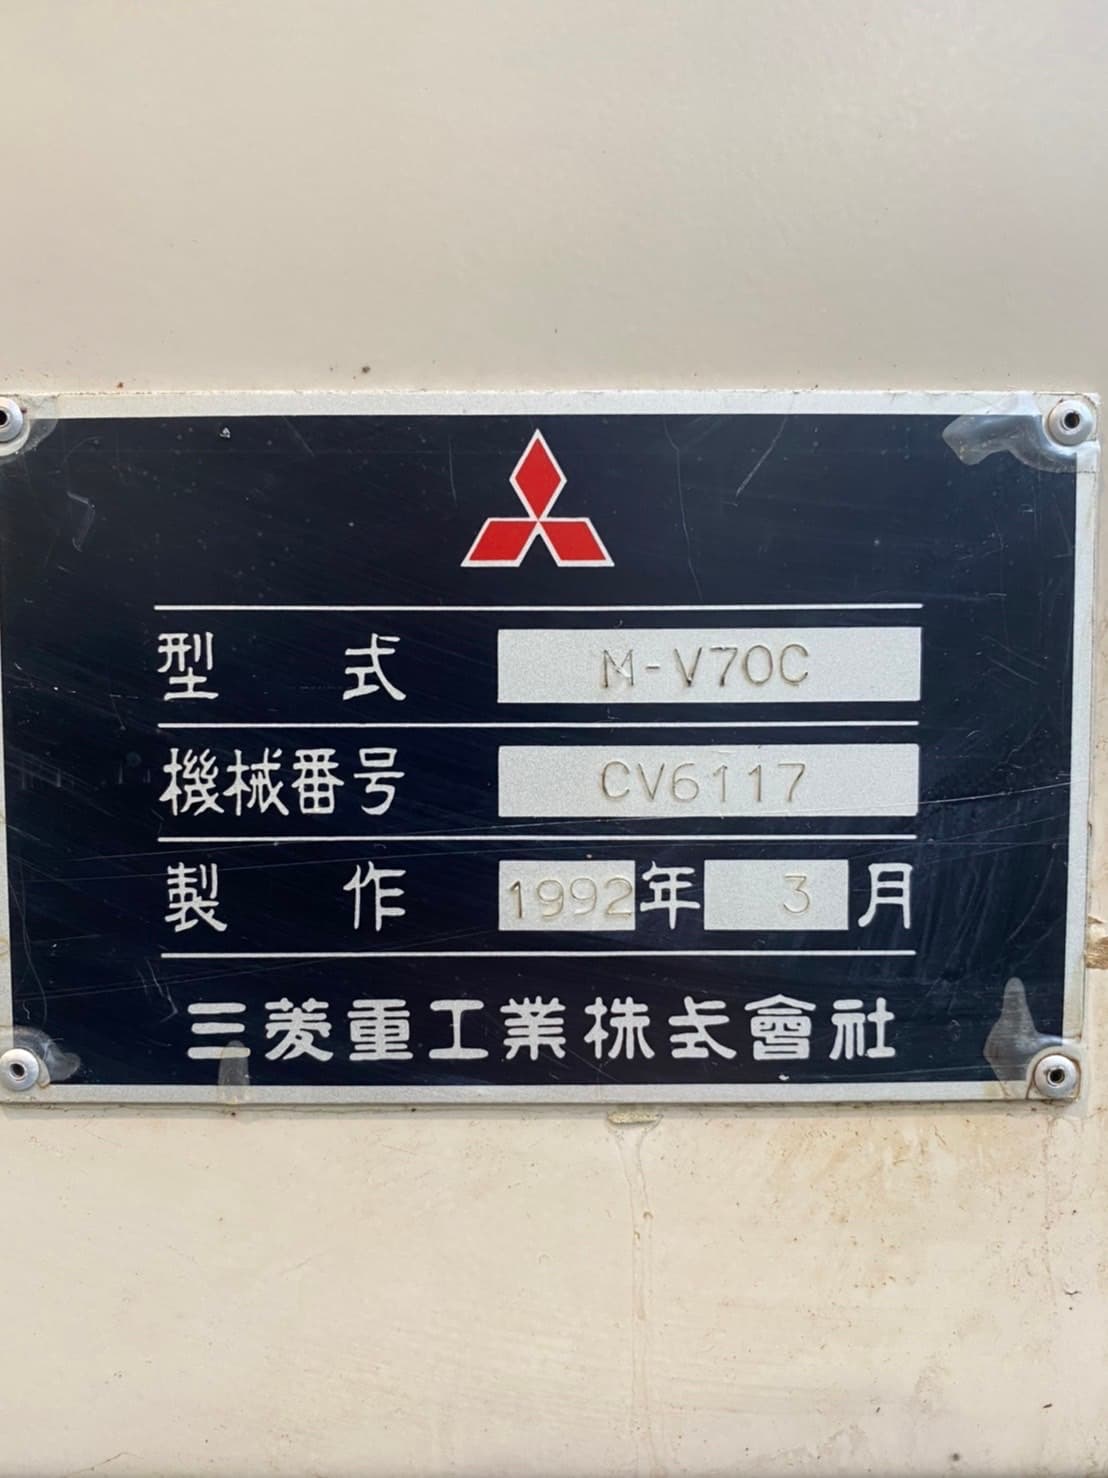 型式 M-V70C
機械番号 CV6117
製作 1992年 3月
三菱重工業株式會社